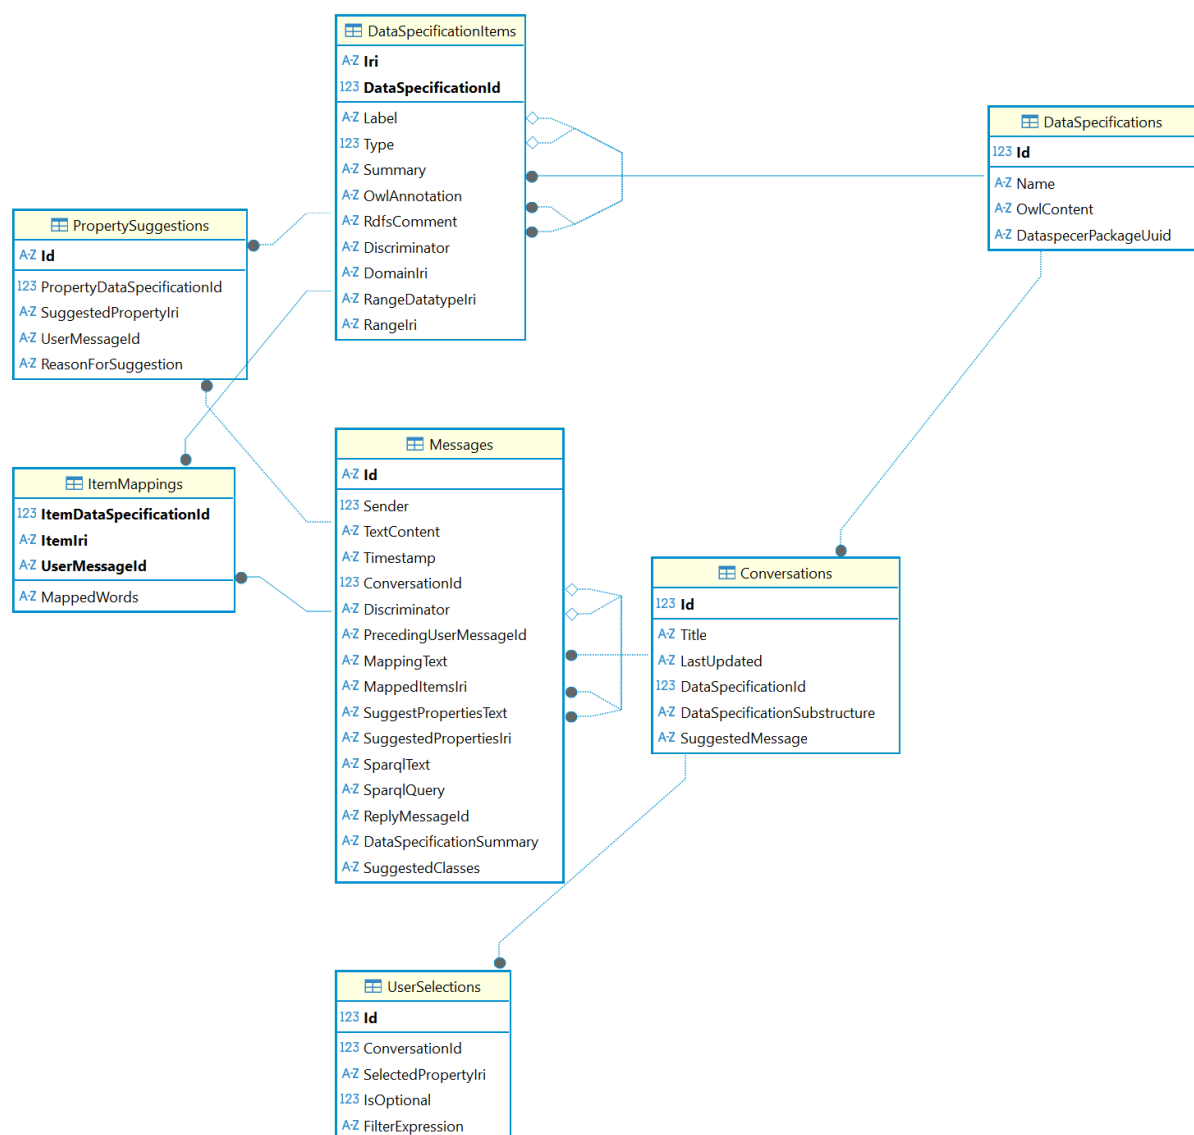 DataSpecificationItems
A-Z Iri
123 DataSpecificationId
A-Z Label
123 Type
A-Z Summary
A-Z OwlAnnotation
A-Z RdfsComment
A-Z Discriminator
A-Z DomainIri
A-Z RangeDatatypeIri
A-Z RangeIri
DataSpecifications
123 Id
A-Z Name
A-Z OwlContent
A-Z DataspecerPackageUuid
PropertySuggestions
A-Z Id
123 PropertyDataSpecificationId
A-Z SuggestedPropertyIri
A-Z UserMessageId
A-Z ReasonForSuggestion
ItemMappings
123 ItemDataSpecificationId
A-Z ItemIri
A-Z UserMessageId
A-Z MappedWords
Messages
A-Z Id
123 Sender
A-Z TextContent
A-Z Timestamp
123 ConversationId
A-Z Discriminator
A-Z PrecedingUserMessageId
A-Z MappingText
A-Z MappedItemsIri
A-Z SuggestPropertiesText
A-Z SuggestedPropertiesIri
A-Z SparqlText
A-Z SparqlQuery
A-Z ReplyMessageId
A-Z DataSpecificationSummary
A-Z SuggestedClasses
Conversations
123 Id
A-Z Title
A-Z LastUpdated
123 DataSpecificationId
A-Z DataSpecificationSubstructure
A-Z SuggestedMessage
UserSelections
123 Id
123 ConversationId
A-Z SelectedPropertyIri
123 IsOptional
A-Z FilterExpression